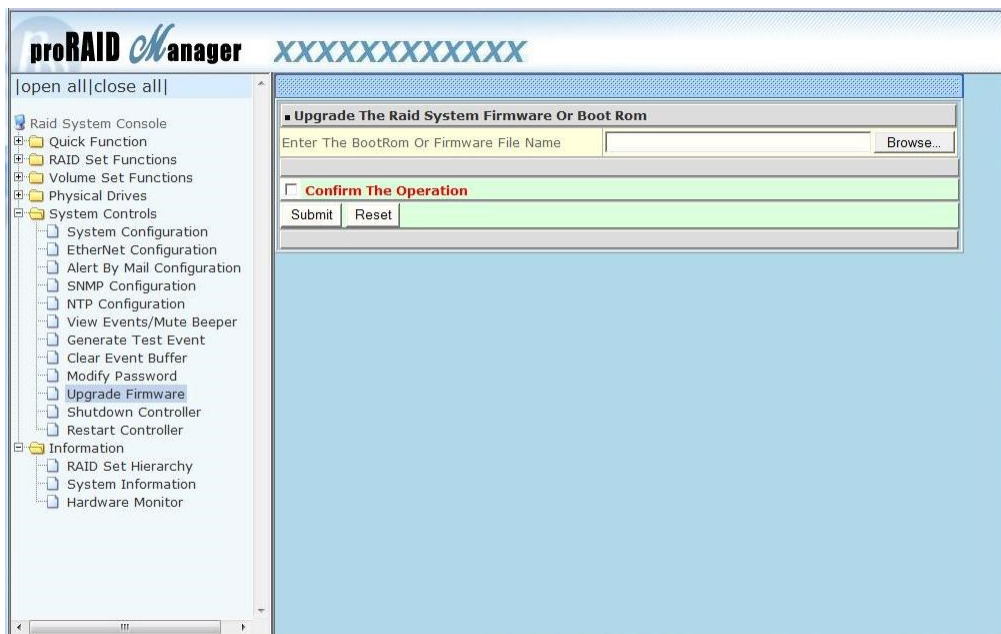 proRAID Manager XXXXXXXXXXXX
|open all|close all|
Raid System Console
Quick Function
RAID Set Functions
Volume Set Functions
Physical Drives
System Controls
System Configuration
EtherNet Configuration
Alert By Mail Configuration
SNMP Configuration
NTP Configuration
View Events/Mute Beeper
Generate Test Event
Clear Event Buffer
Modify Password
Upgrade Firmware
Shutdown Controller
Restart Controller
Information
RAID Set Hierarchy
System Information
Hardware Monitor
Upgrade The Raid System Firmware Or Boot Rom
Enter The BootRom Or Firmware File Name Browse...
Confirm The Operation
Submit Reset